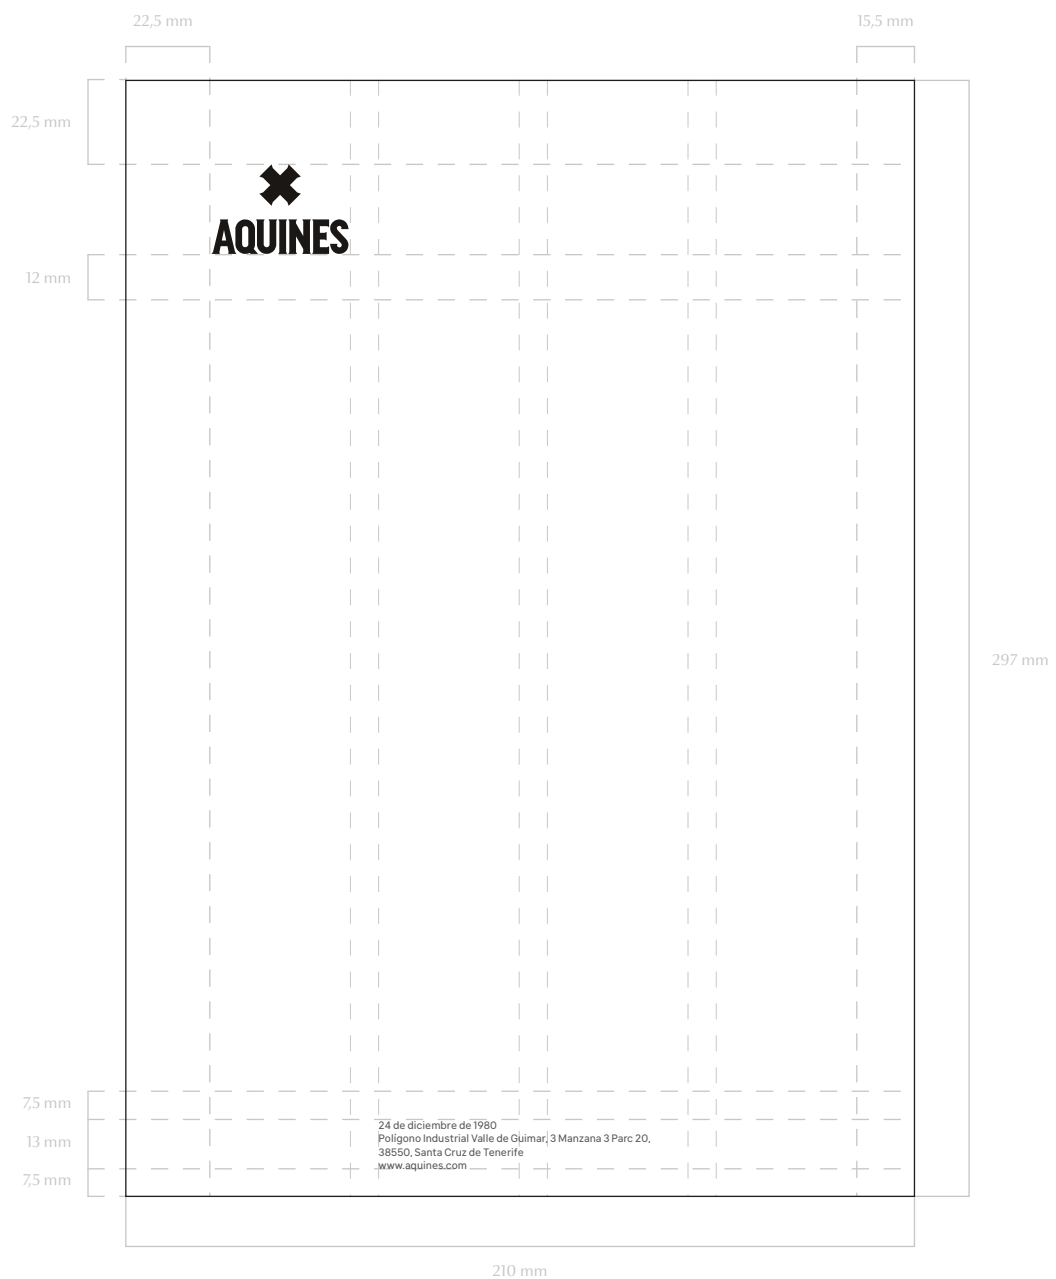 22,5 mm
15,5 mm
22,5 mm
AQUINES
12 mm
297 mm
7,5 mm
24 de diciembre de 1980
Polígono Industrial Valle de Guimar, 3 Manzana 3 Parc 20,
13 mm
38550, Santa Cruz de Tenerife
www.aquines.com
7,5 mm
210 mm